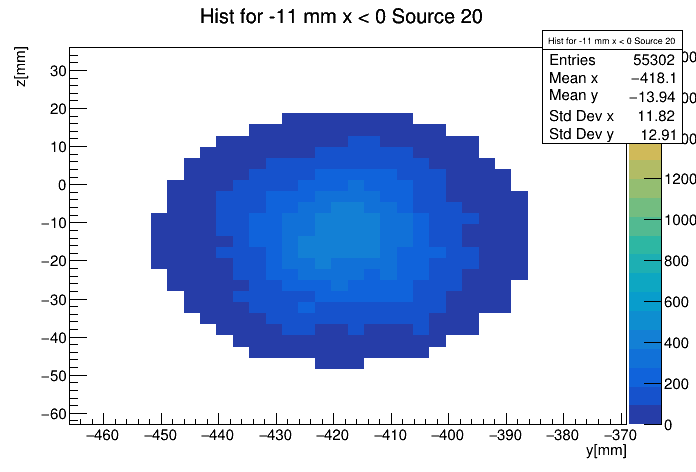 Hist for -11 mm x < 0 Source 20
z[mm]
Hist for -11 mm x < 0 Source 20
Entries 55302
Mean x −418.1
Mean y −13.94
Std Dev x 11.82
Std Dev y 12.91
30
20
10
0
−10
−20
−30
−40
−50
−60
−460 −450 −440 −430 −420 −410 −400 −390 −380 −370
y[mm]
1200
1000
800
600
400
200
0